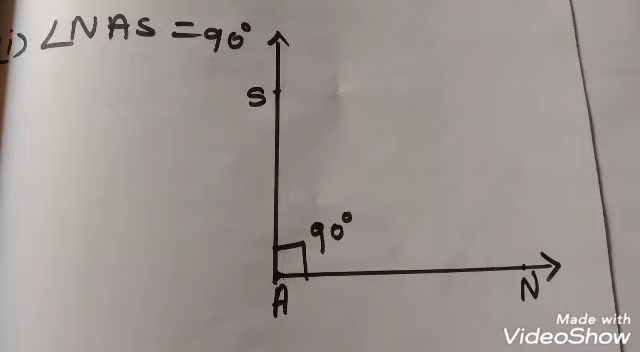 i) ∠NAS = 90°
S
90°
A
N
Made with
VideoShow